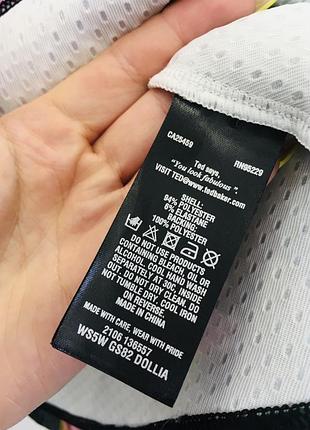 CA25459 RN95229
Ted says,
"You look fabulous".
VISIT TED@www.tedbaker.com
SHELL:
94% POLYESTER
6% ELASTANE
BACKING:
100% POLYESTER
DO NOT USE PRODUCTS
CONTAINING BLEACH, OIL OR
ALCOHOL. COOL HAND WASH
SEPARATELY AT 30C. INSIDE
OUT. DO NOT DRY CLEAN. DO
NOT TUMBLE DRY. COOL IRON
MADE IN CHINA
MADE WITH CARE, WEAR WITH PRIDE
2106 136557
WS5W GS82 DOLLIA